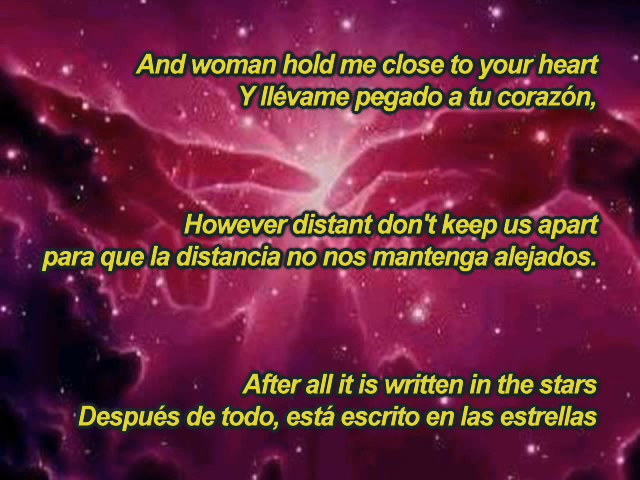 And woman hold me close to your heart
Y llévame pegado a tu corazón,
However distant don't keep us apart
para que la distancia no nos mantenga alejados.
After all it is written in the stars
Después de todo, está escrito en las estrellas